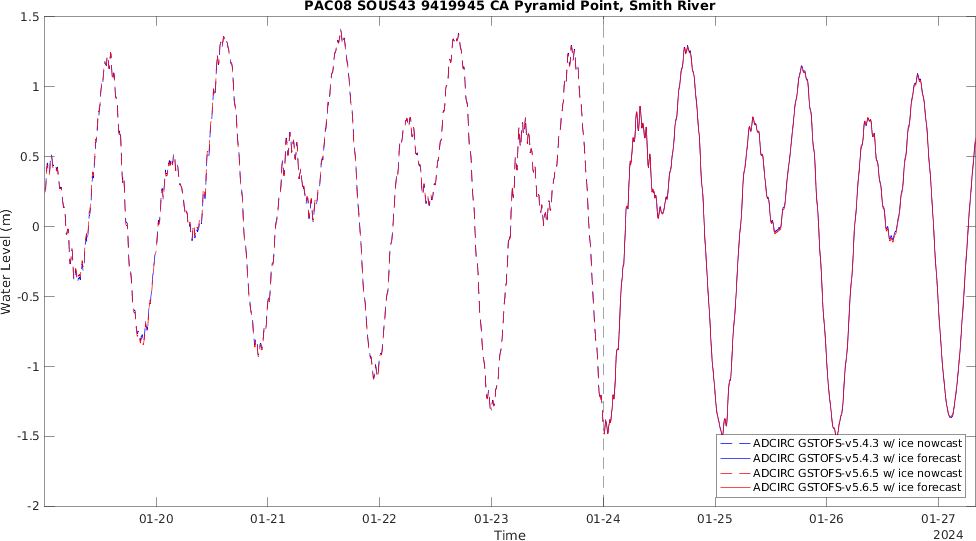 PAC08 SOUS43 9419945 CA Pyramid Point, Smith River
1.5
1
0.5
0
-0.5
-1
-1.5
-2
Water Level (m)
ADCIRC GSTOFS-v5.4.3 w/ ice nowcast
ADCIRC GSTOFS-v5.4.3 w/ ice forecast
ADCIRC GSTOFS-v5.6.5 w/ ice nowcast
ADCIRC GSTOFS-v5.6.5 w/ ice forecast
01-20 01-21 01-22 01-23 01-24 01-25 01-26 01-27
Time
2024